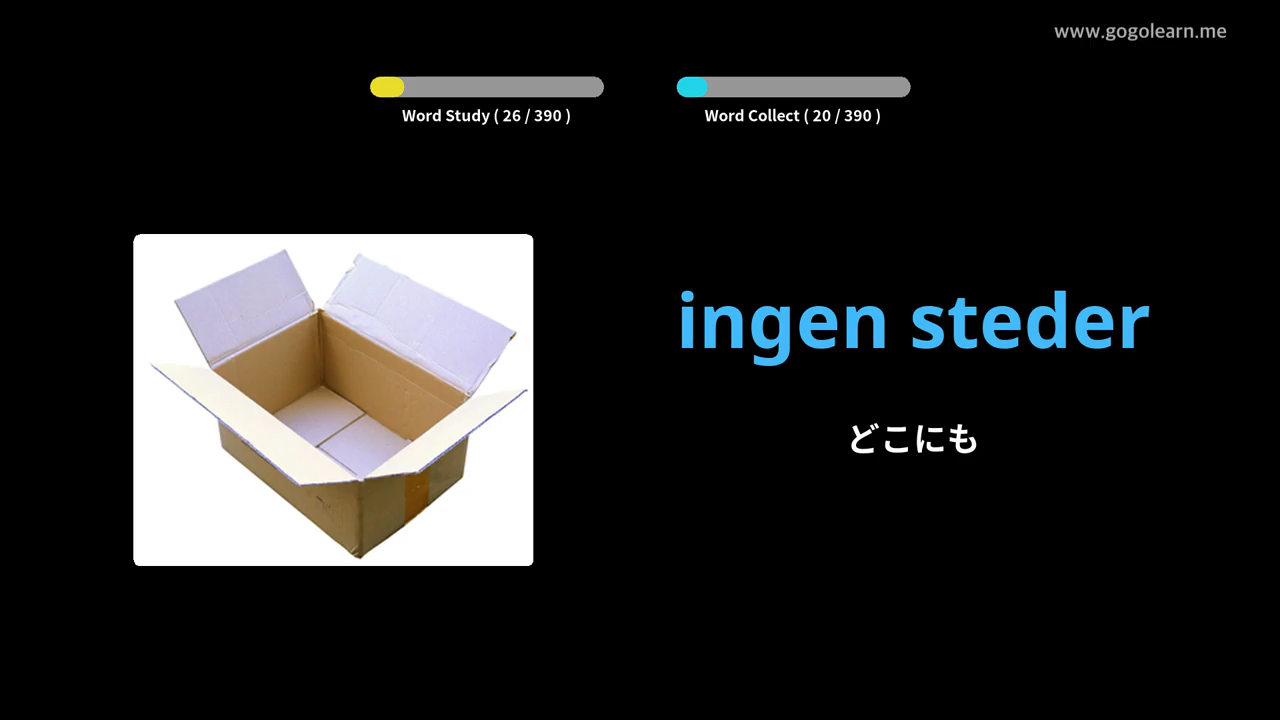 www.gogolearn.me
Word Study ( 26 / 390 )
Word Collect ( 20 / 390 )
ingen steder
どこにも